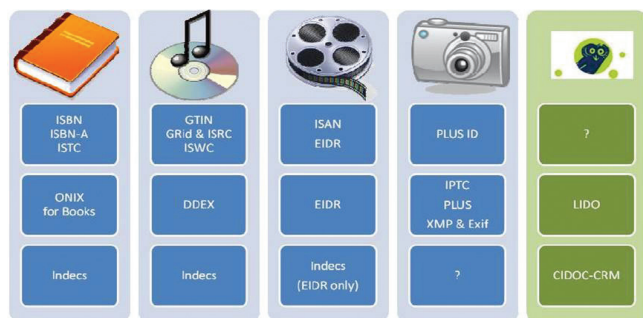 ISBN
ISBN-A
ISTC
GTIN
GRid & ISRC
ISWC
ISAN
EIDR
PLUS ID
?
ONIX
for Books
DDEX
EIDR
IPTC
PLUS
XMP & Exif
LIDO
Indecs
Indecs
Indecs
(EIDR only)
?
CIDOC-CRM